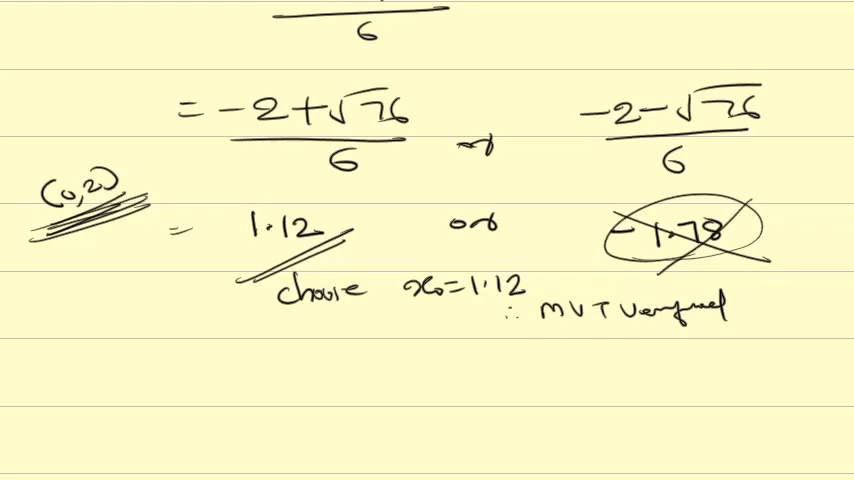 6
= -2+√76 / 6 or -2-√76 / 6
(0,2)
= 1.12 or -1.78
choose x₀=1.12
∴ MVT Verified